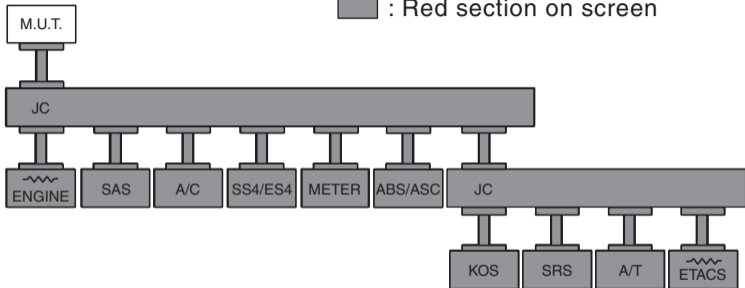 : Red section on screen
M.U.T.
JC
ENGINE
SAS
A/C
SS4/ES4
METER
ABS/ASC
JC
KOS
SRS
A/T
ETACS